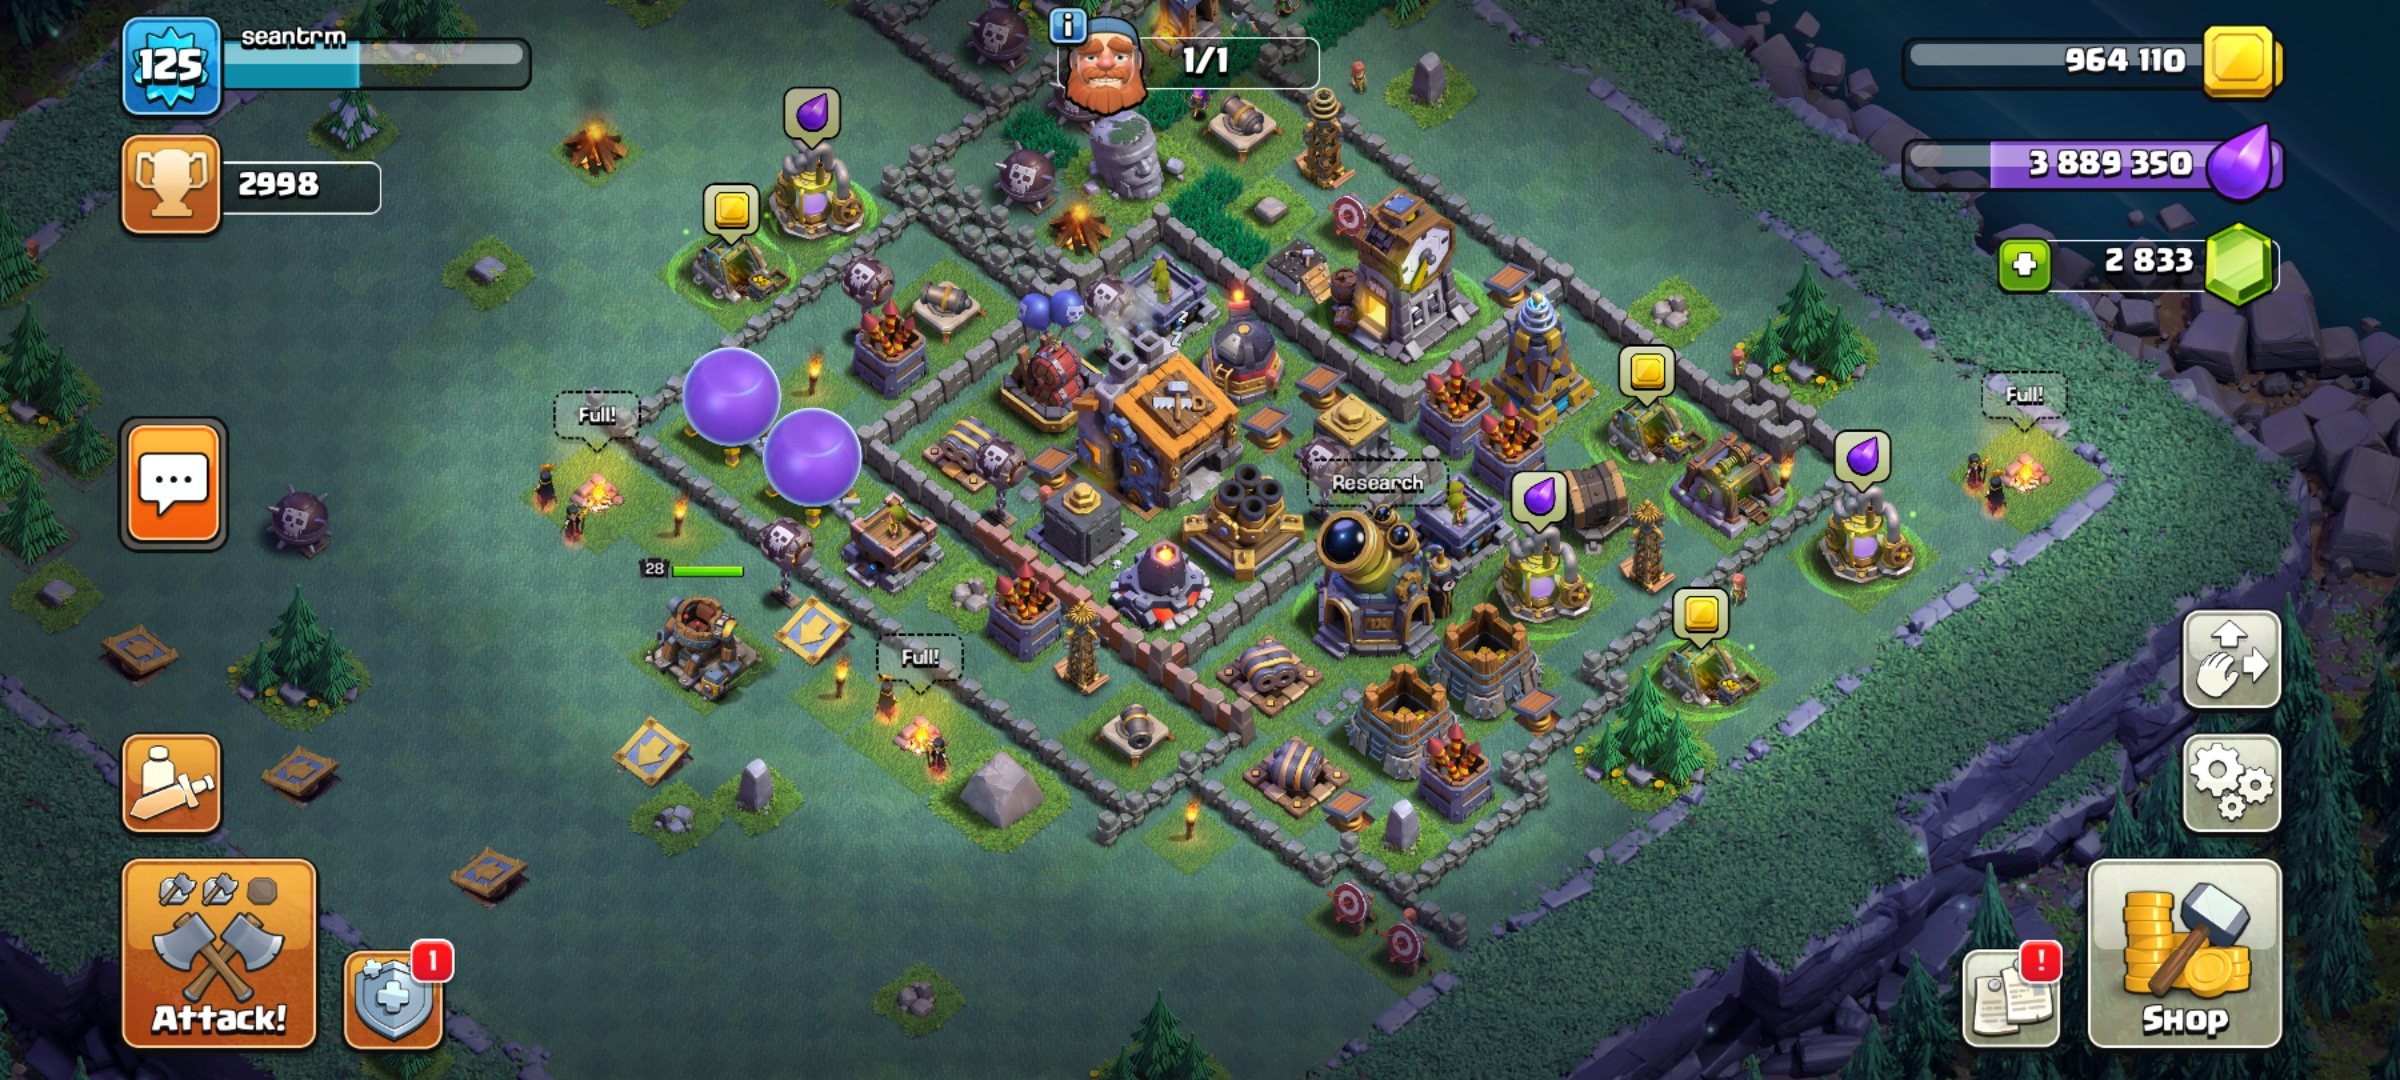 125
seantrm
i
1/1
964 110
2998
3 889 350
2 833
Full!
Full!
Research
28
Full!
1
!
Attack!
Shop